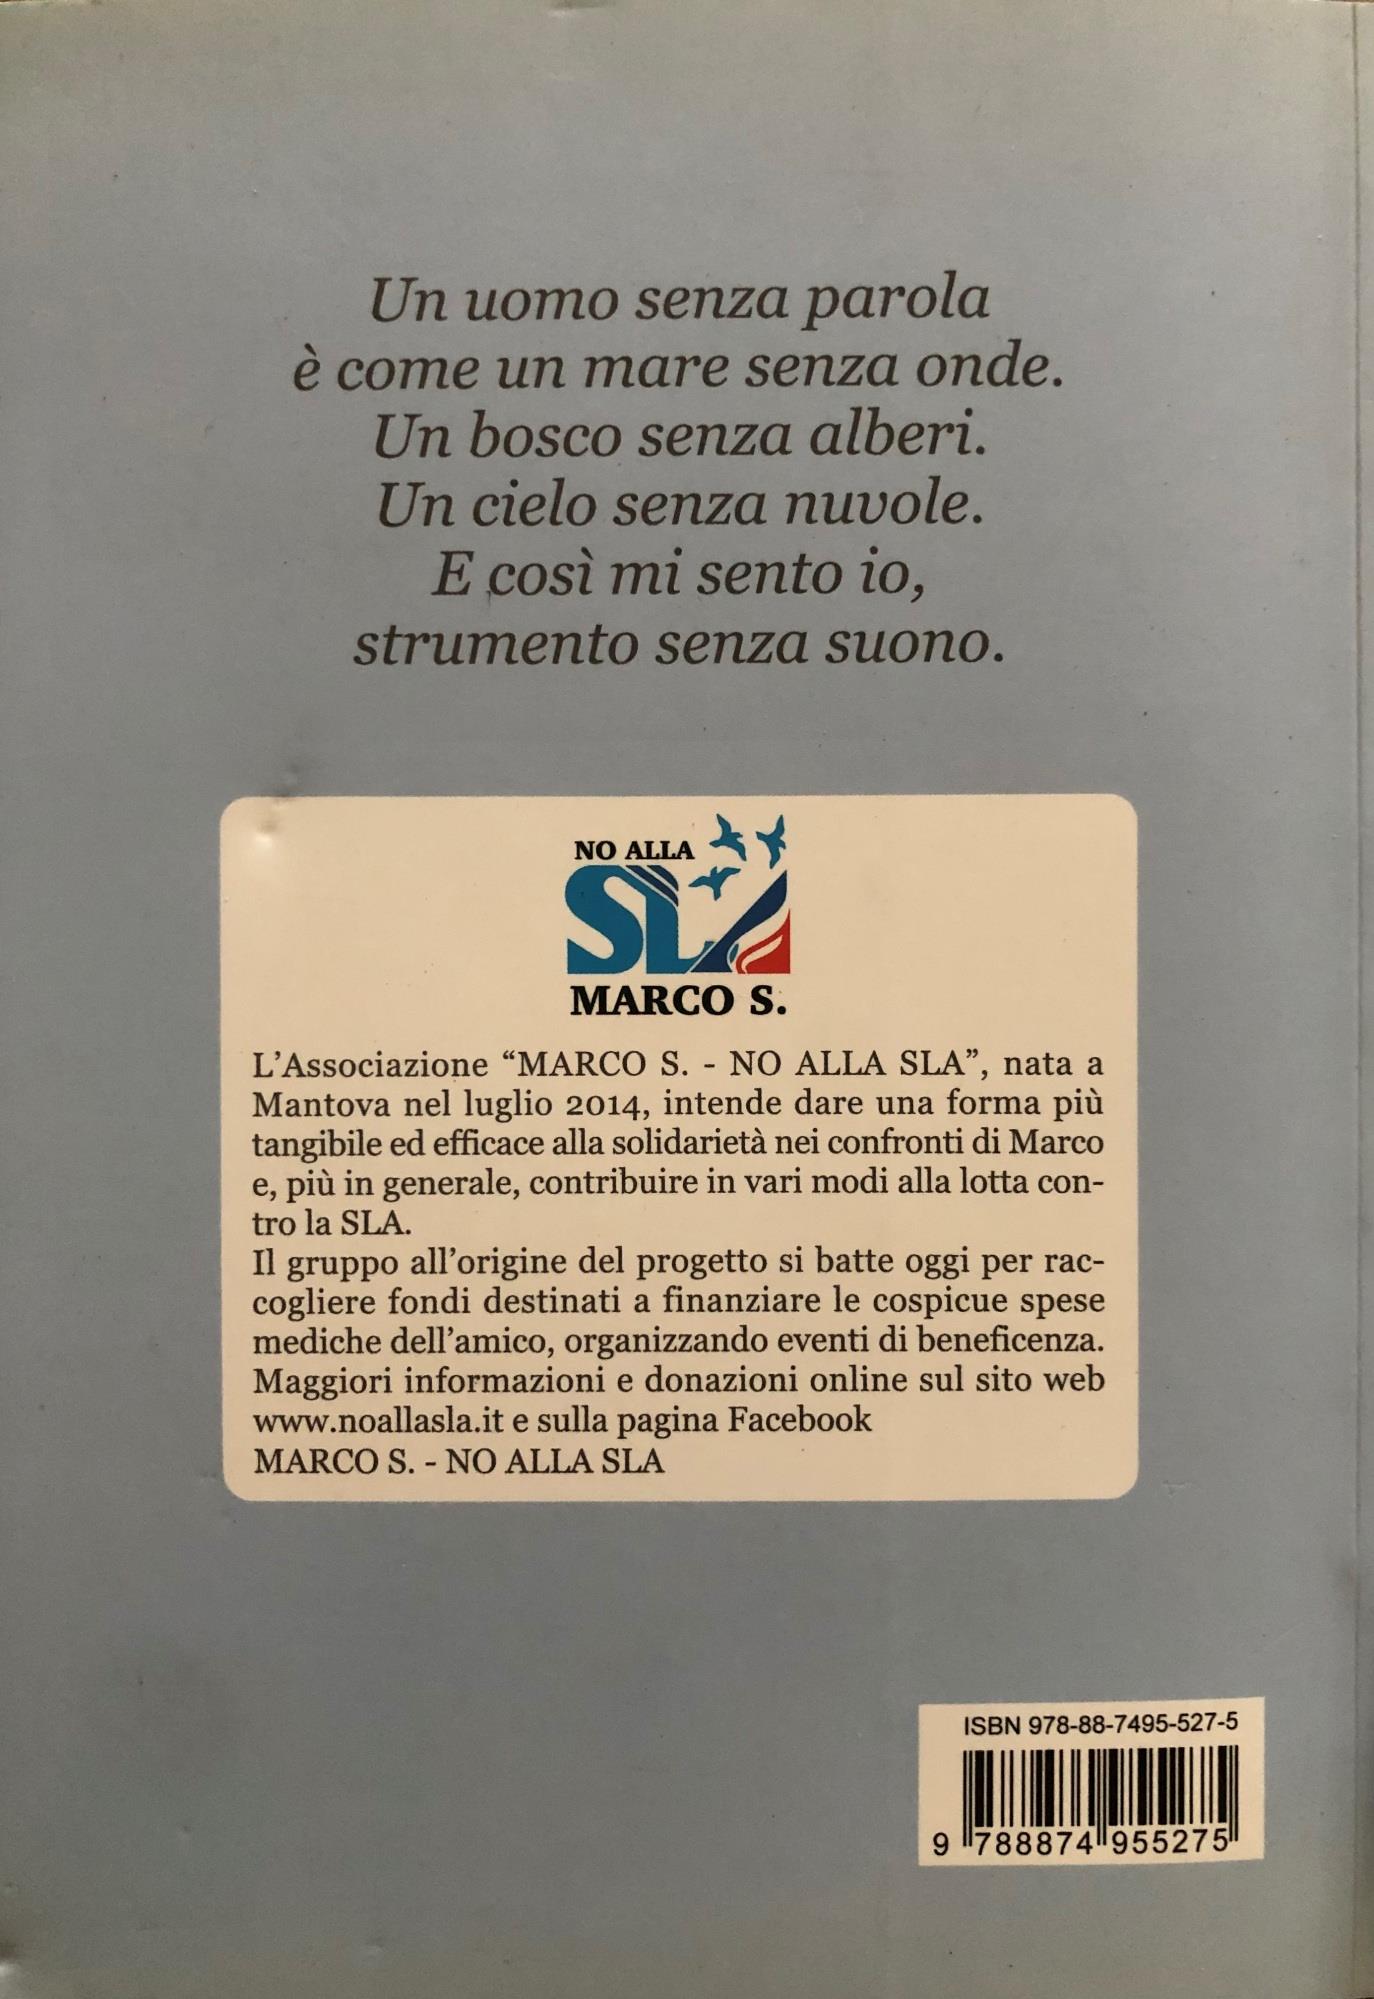 Un uomo senza parola
è come un mare senza onde.
Un bosco senza alberi.
Un cielo senza nuvole.
E così mi sento io,
strumento senza suono.
NO ALLA
SLA
MARCO S.
L'Associazione “MARCO S. - NO ALLA SLA”, nata a
Mantova nel luglio 2014, intende dare una forma più
tangibile ed efficace alla solidarietà nei confronti di Marco
e, più in generale, contribuire in vari modi alla lotta con-
tro la SLA.
Il gruppo all'origine del progetto si batte oggi per rac-
cogliere fondi destinati a finanziare le cospicue spese
mediche dell'amico, organizzando eventi di beneficenza.
Maggiori informazioni e donazioni online sul sito web
www.noallasla.it e sulla pagina Facebook
MARCO S. - NO ALLA SLA
ISBN 978-88-7495-527-5
9 788874 955275